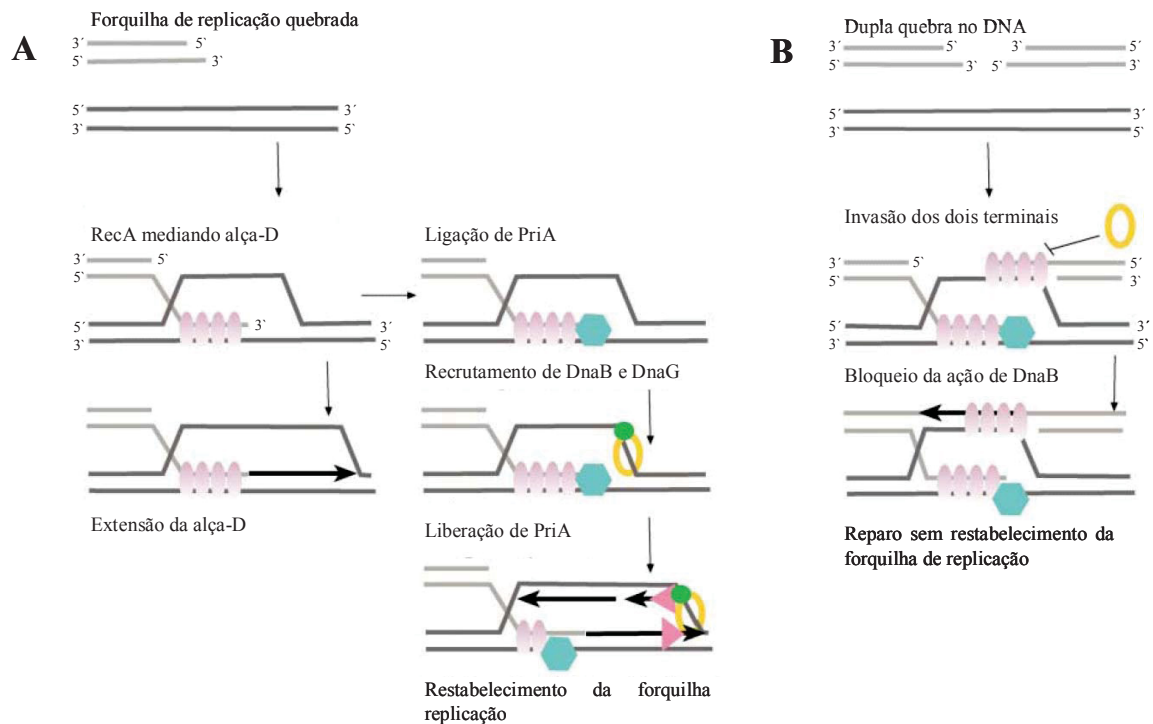 A
Forquilha de replicação quebrada
3´ 5`
5` 3`
5´ 3´
3` 5`
RecA mediando alça-D
3` 5`
5`
3`
5´ 3´
3` 5`
Extensão da alça-D
Ligação de PriA
Recrutamento de DnaB e DnaG
Liberação de PriA
Restabelecimento da forquilha
replicação
B
Dupla quebra no DNA
3´ 5` 3` 5`
5` 3` 5` 3`
5´ 3´
3` 5`
Invasão dos dois terminais
3` 5` 5`
5` 3`
5´ 3´
3` 5`
Bloqueio da ação de DnaB
Reparo sem restabelecimento da
forquilha de replicação